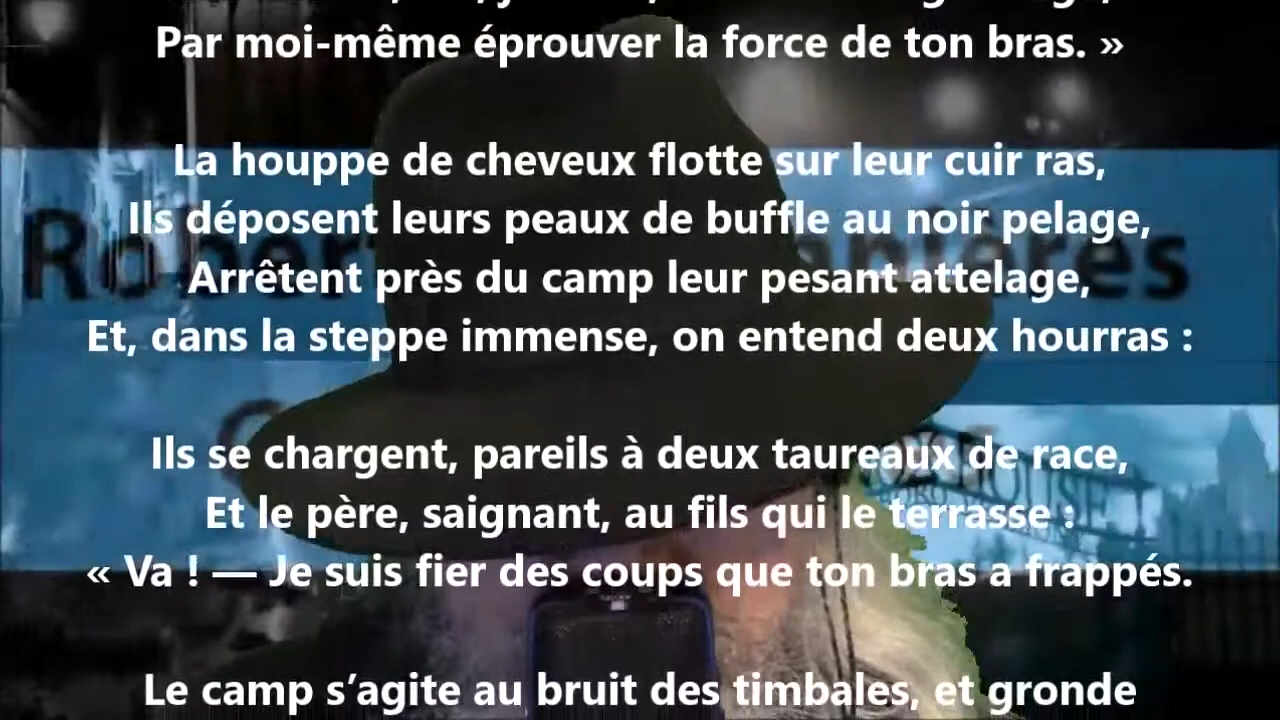 Par moi-même éprouver la force de ton bras. »
La houppe de cheveux flotte sur leur cuir ras,
Ils déposent leurs peaux de buffle au noir pelage,
Arrêtent près du camp leur pesant attelage,
Et, dans la steppe immense, on entend deux hourras :
Ils se chargent, pareils à deux taureaux de race,
Et le père, saignant, au fils qui le terrasse :
« Va ! — Je suis fier des coups que ton bras a frappés.
Le camp s’agite au bruit des timbales, et gronde